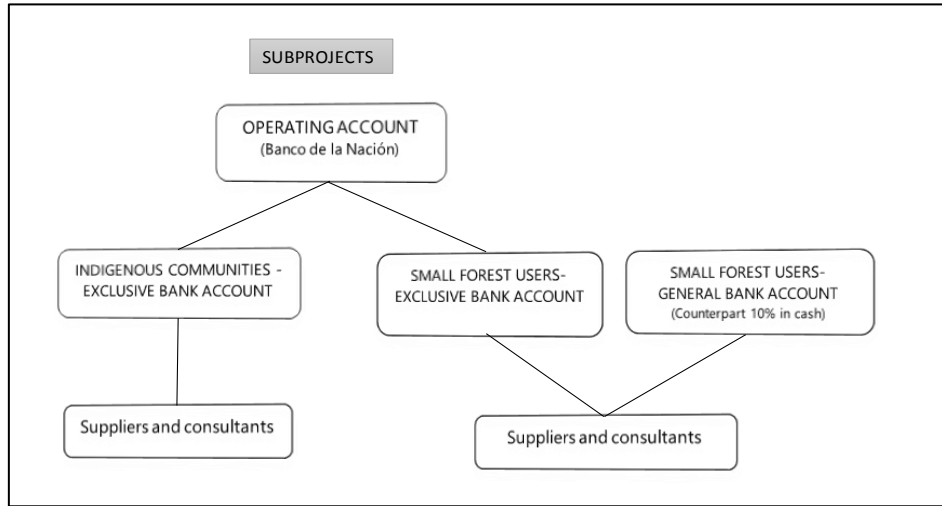 SUBPROJECTS
OPERATING ACCOUNT
(Banco de la Nación)
INDIGENOUS COMMUNITIES -
EXCLUSIVE BANK ACCOUNT
SMALL FOREST USERS-
EXCLUSIVE BANK ACCOUNT
SMALL FOREST USERS-
GENERAL BANK ACCOUNT
(Counterpart 10% in cash)
Suppliers and consultants
Suppliers and consultants